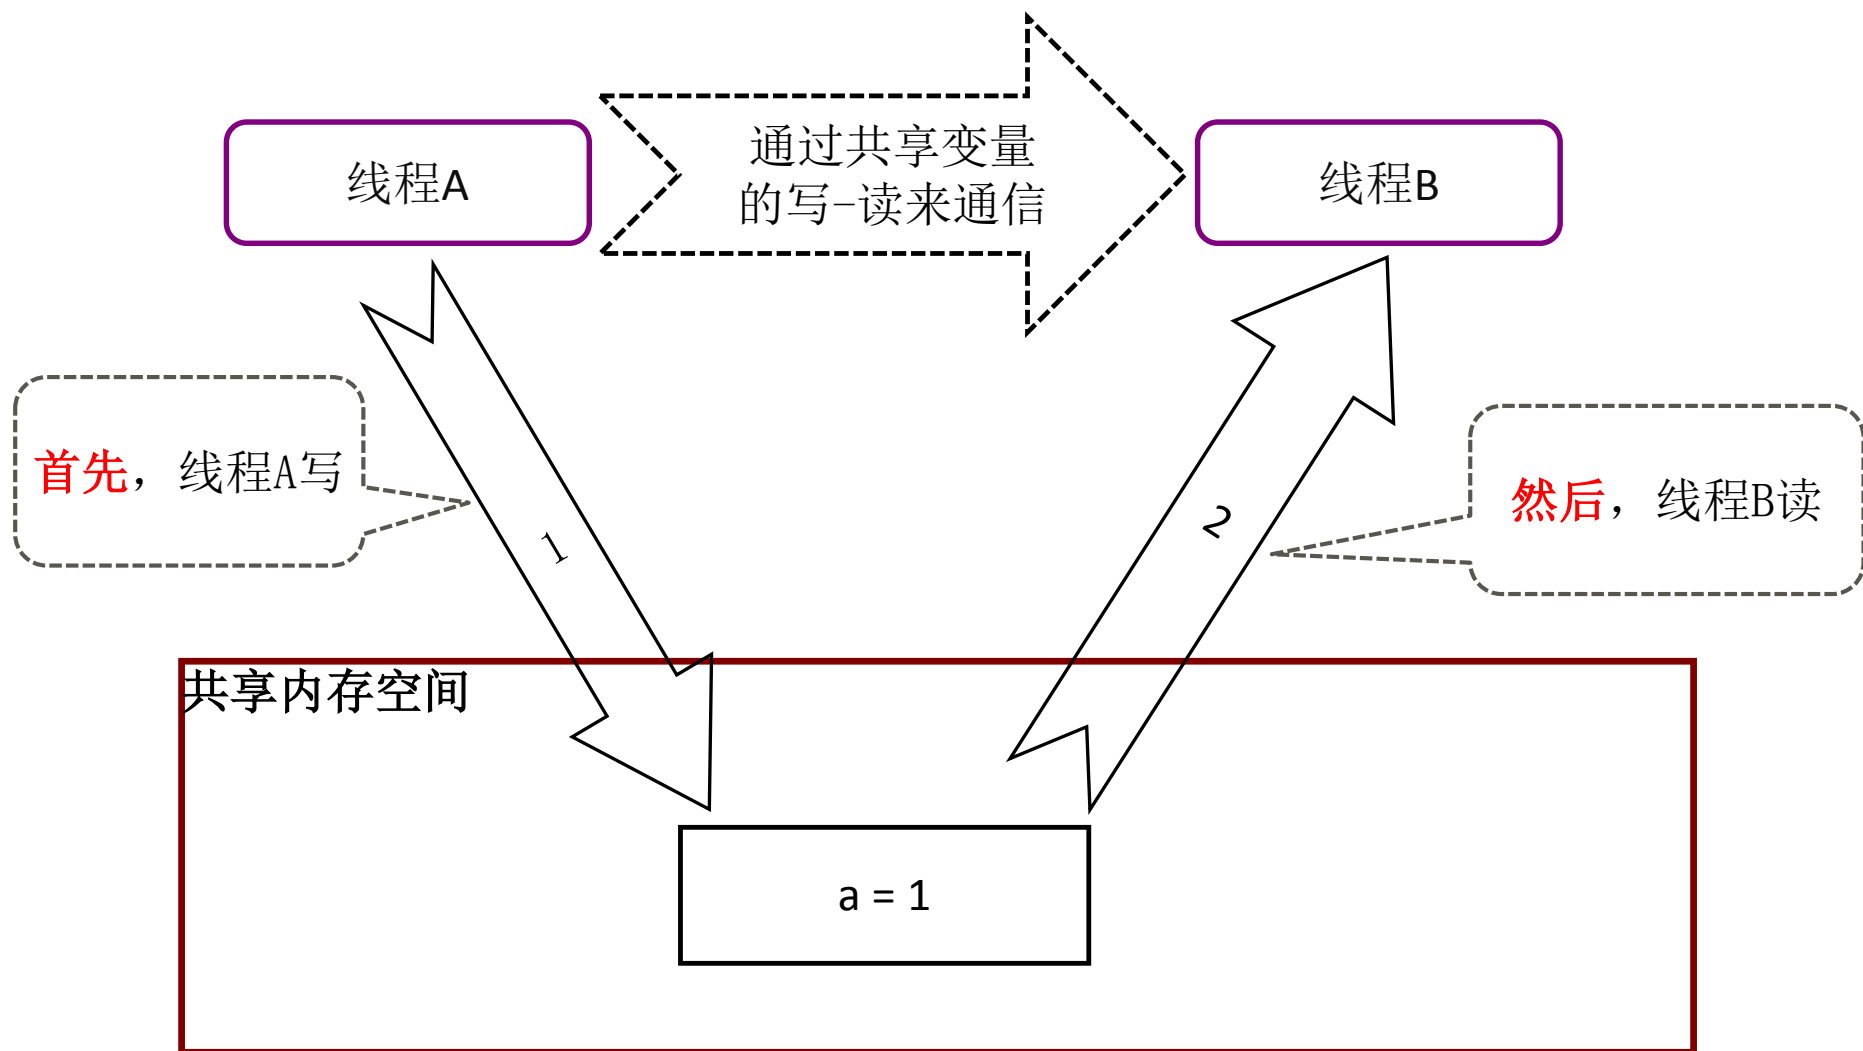 线程A
通过共享变量
的写-读来通信
线程B
首先，线程A写
然后，线程B读
1
2
共享内存空间
a = 1